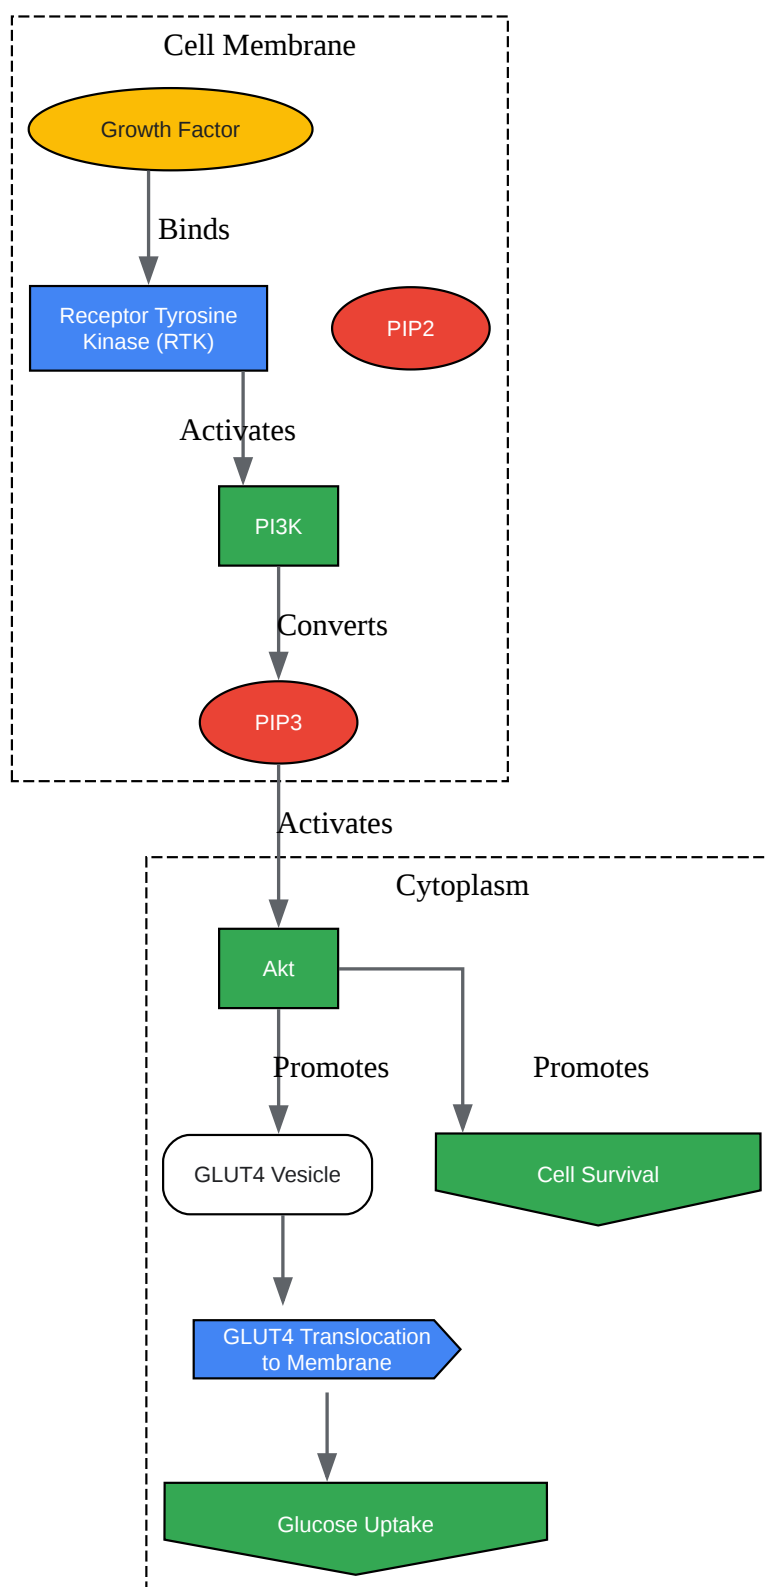 Cell Membrane
Growth Factor
Binds
Receptor Tyrosine
Kinase (RTK)
PIP2
Activates
PI3K
Converts
PIP3
Activates
Cytoplasm
Akt
Promotes
Promotes
GLUT4 Vesicle
Cell Survival
GLUT4 Translocation
to Membrane
Glucose Uptake